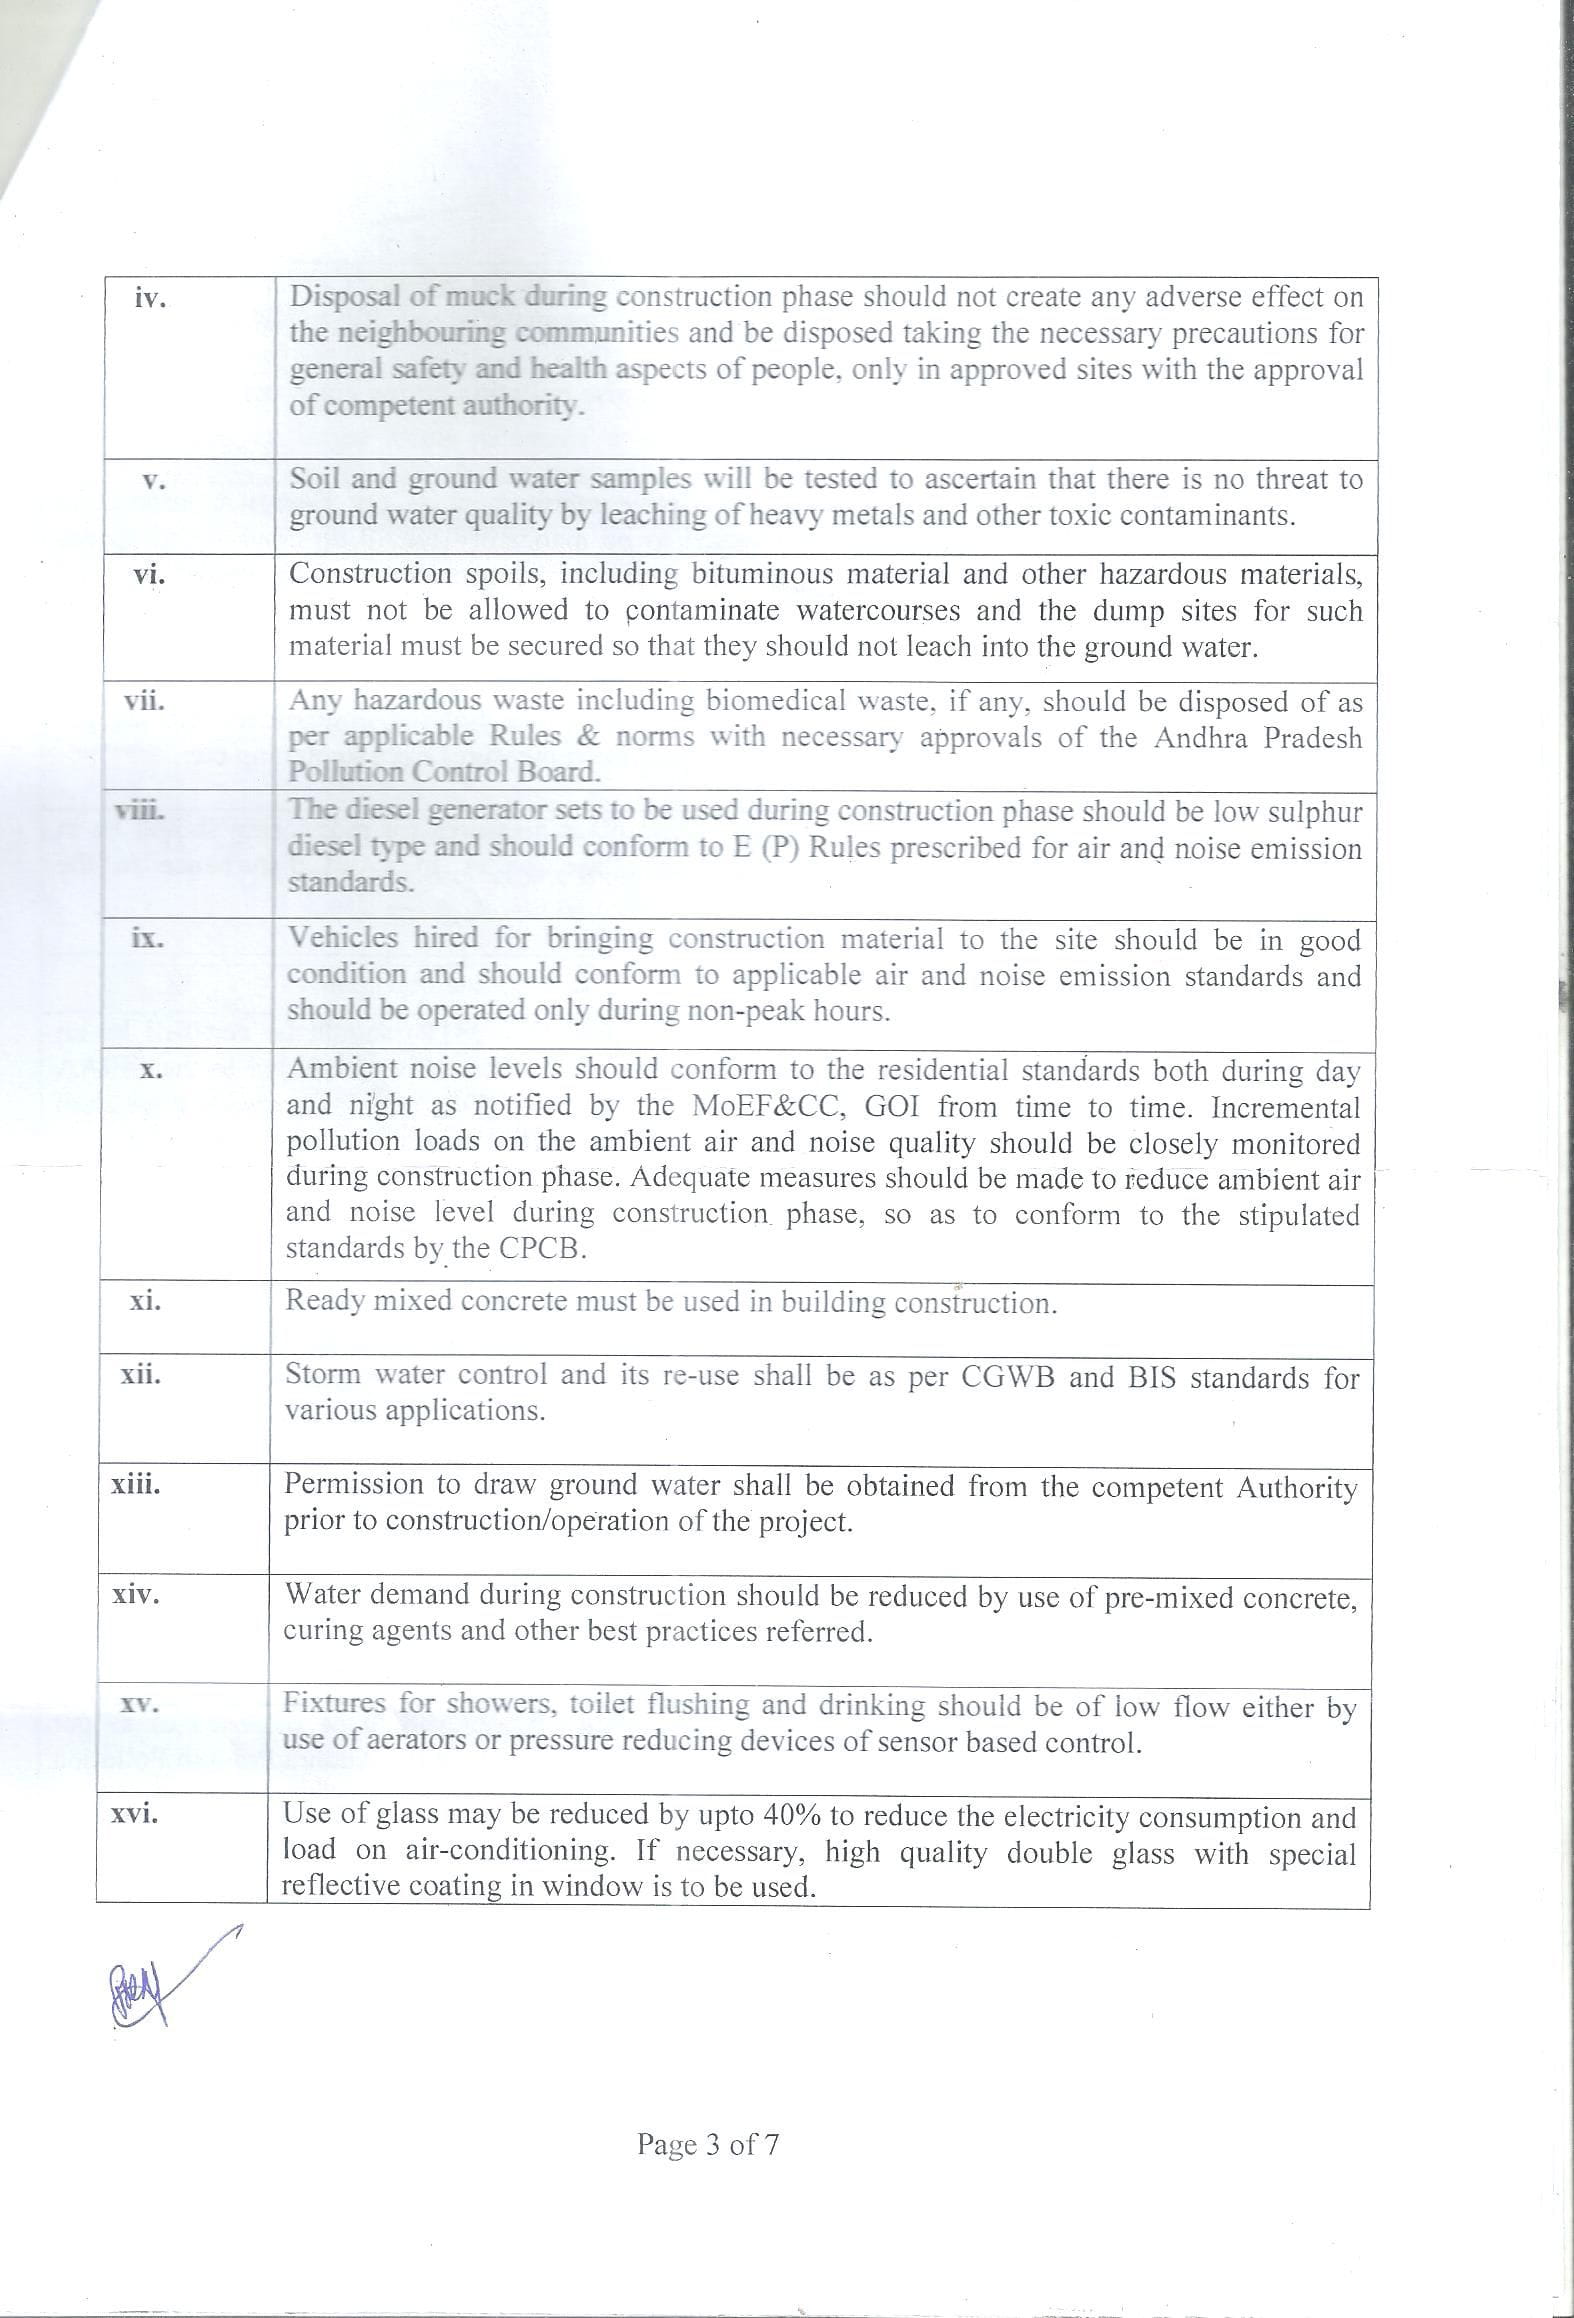 iv. Disposal of muck during construction phase should not create any adverse effect on
the neighbouring communities and be disposed taking the necessary precautions for
general safety and health aspects of people, only in approved sites with the approval
of competent authority.
v. Soil and ground water samples will be tested to ascertain that there is no threat to
ground water quality by leaching of heavy metals and other toxic contaminants.
vi. Construction spoils, including bituminous material and other hazardous materials,
must not be allowed to contaminate watercourses and the dump sites for such
material must be secured so that they should not leach into the ground water.
vii. Any hazardous waste including biomedical waste, if any, should be disposed of as
per applicable Rules & norms with necessary approvals of the Andhra Pradesh
Pollution Control Board.
viii. The diesel generator sets to be used during construction phase should be low sulphur
diesel type and should conform to E (P) Rules prescribed for air and noise emission
standards.
ix. Vehicles hired for bringing construction material to the site should be in good
condition and should conform to applicable air and noise emission standards and
should be operated only during non-peak hours.
x. Ambient noise levels should conform to the residential standards both during day
and night as notified by the MoEF&CC, GOI from time to time. Incremental
pollution loads on the ambient air and noise quality should be closely monitored
during construction phase. Adequate measures should be made to reduce ambient air
and noise level during construction phase, so as to conform to the stipulated
standards by the CPCB.
xi. Ready mixed concrete must be used in building construction.
xii. Storm water control and its re-use shall be as per CGWB and BIS standards for
various applications.
xiii. Permission to draw ground water shall be obtained from the competent Authority
prior to construction/operation of the project.
xiv. Water demand during construction should be reduced by use of pre-mixed concrete,
curing agents and other best practices referred.
xv. Fixtures for showers, toilet flushing and drinking should be of low flow either by
use of aerators or pressure reducing devices of sensor based control.
xvi. Use of glass may be reduced by upto 40% to reduce the electricity consumption and
load on air-conditioning. If necessary, high quality double glass with special
reflective coating in window is to be used.
Page 3 of 7